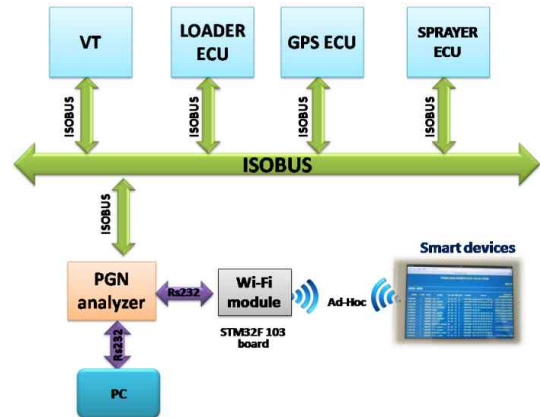 VT
LOADER
ECU
GPS ECU
SPRAYER
ECU
ISOBUS
ISOBUS
ISOBUS
ISOBUS
ISOBUS
ISOBUS
PGN
analyzer
Rs232
Wi-Fi
module
STM32F 103
board
Ad-Hoc
Smart devices
Rs232
PC